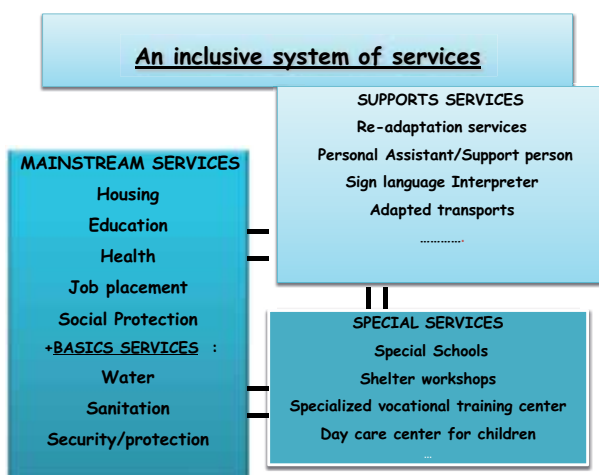 An inclusive system of services
SUPPORTS SERVICES
Re-adaptation services
Personal Assistant/Support person
Sign language Interpreter
Adapted transports
………….
MAINSTREAM SERVICES
Housing
Education
Health
Job placement
Social Protection
+BASICS SERVICES :
Water
Sanitation
Security/protection
SPECIAL SERVICES
Special Schools
Shelter workshops
Specialized vocational training center
Day care center for children
…